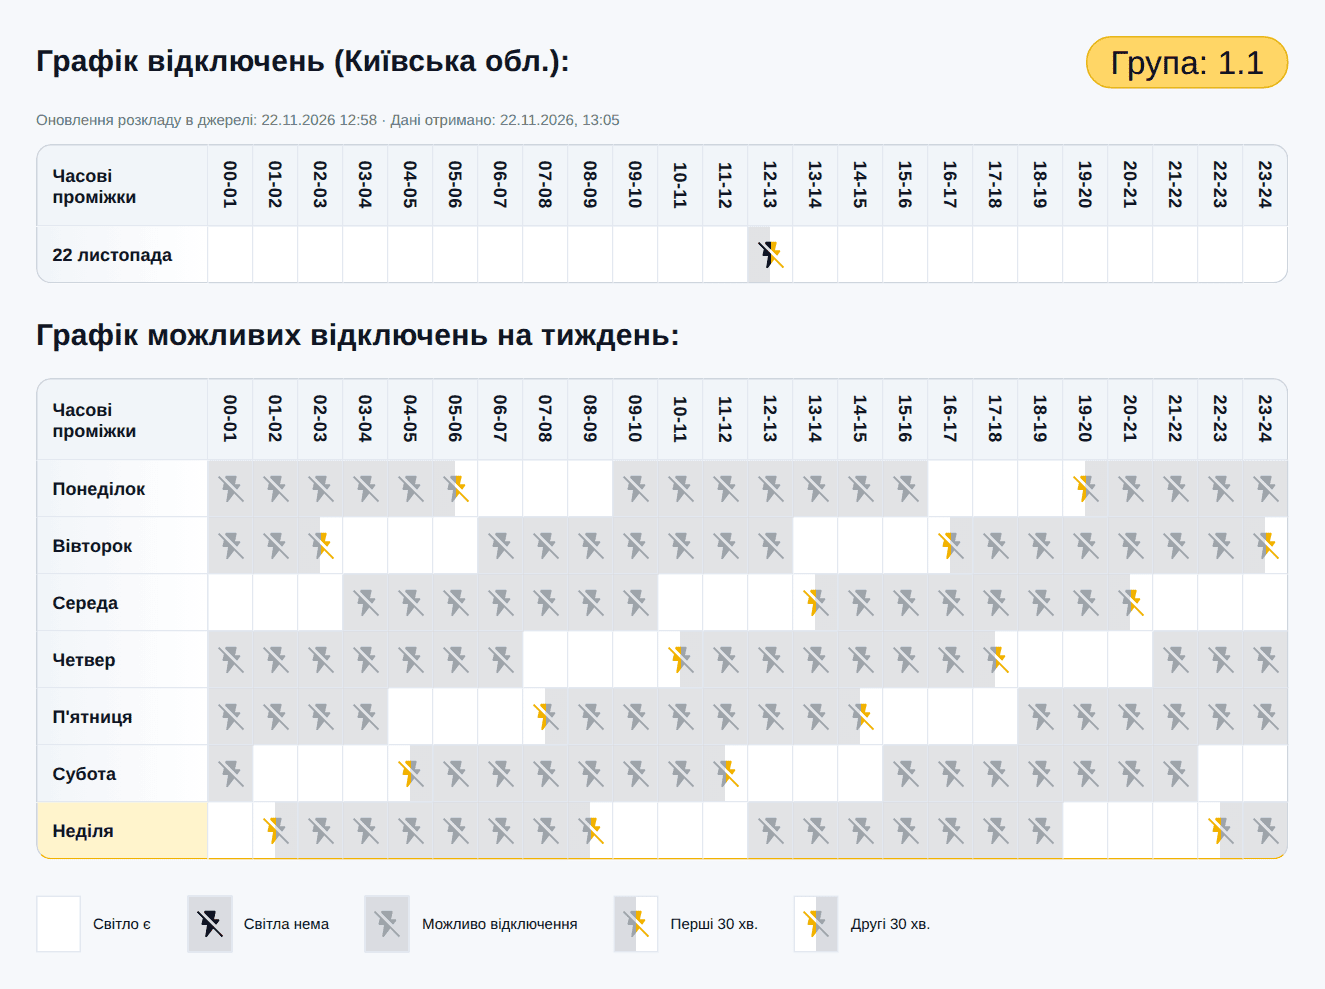 Графік відключень (Київська обл.):
Група: 1.1
Оновлення розкладу в джерелі: 22.11.2026 12:58 · Дані отримано: 22.11.2026, 13:05
Часові проміжки 00-01 01-02 02-03 03-04 04-05 05-06 06-07 07-08 08-09 09-10 10-11 11-12 12-13 13-14 14-15 15-16 16-17 17-18 18-19 19-20 20-21 21-22 22-23 23-24
22 листопада
Графік можливих відключень на тиждень:
Часові проміжки 00-01 01-02 02-03 03-04 04-05 05-06 06-07 07-08 08-09 09-10 10-11 11-12 12-13 13-14 14-15 15-16 16-17 17-18 18-19 19-20 20-21 21-22 22-23 23-24
Понеділок
Вівторок
Середа
Четвер
П'ятниця
Субота
Неділя
Світло є Світла нема Можливо відключення Перші 30 хв. Другі 30 хв.